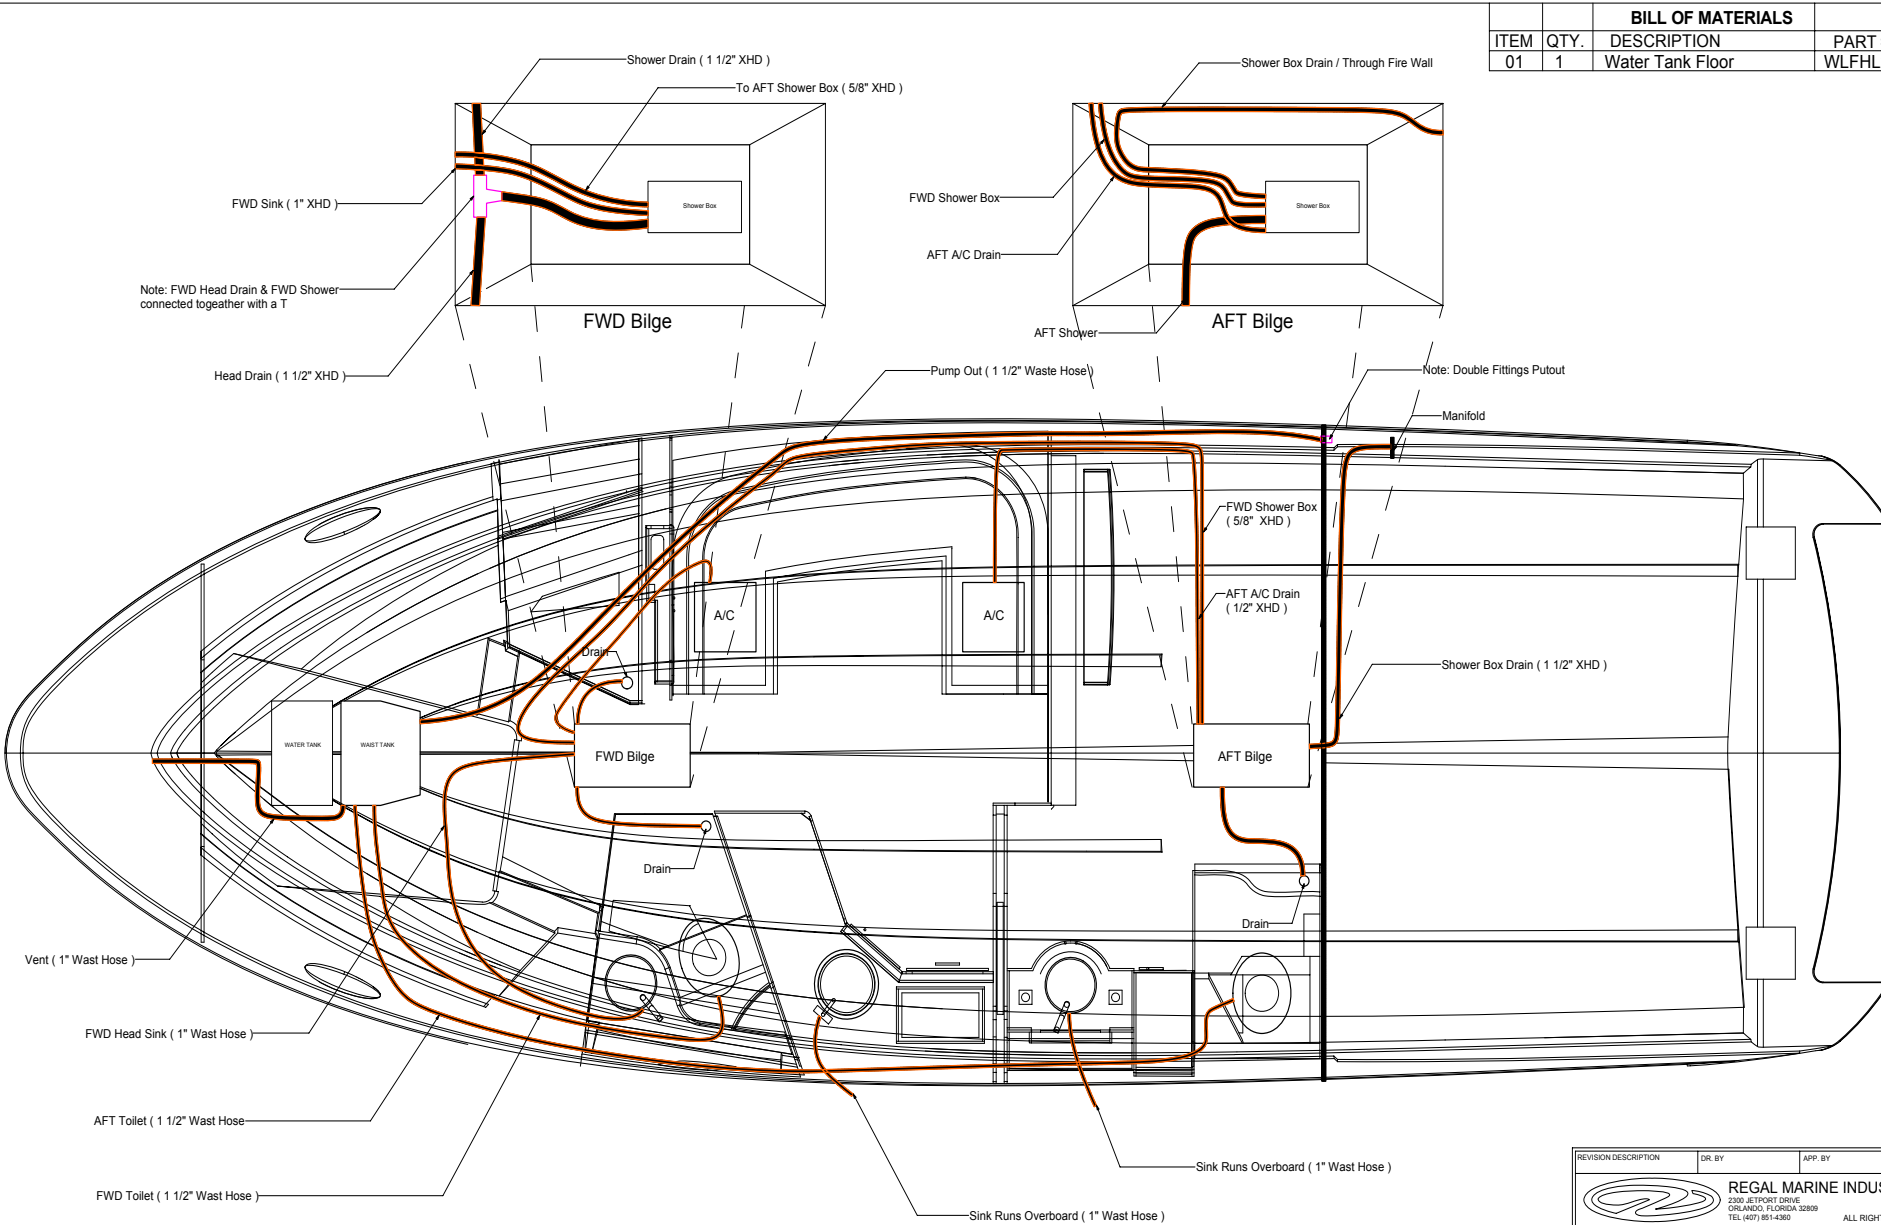 BILL OF MATERIALS
ITEM QTY. DESCRIPTION PART
01 1 Water Tank Floor WLFHL
Shower Drain ( 1 1/2" XHD )
To AFT Shower Box ( 5/8" XHD )
Shower Box Drain / Through Fire Wall
FWD Sink ( 1" XHD )
Shower Box
FWD Shower Box
Shower Box
AFT A/C Drain
Note: FWD Head Drain & FWD Shower
connected togeather with a T
FWD Bilge
AFT Bilge
AFT Shower
Head Drain ( 1 1/2" XHD )
Pump Out ( 1 1/2" Waste Hose )
Note: Double Fittings Putout
Manifold
FWD Shower Box
( 5/8" XHD )
AFT A/C Drain
( 1/2" XHD )
A/C
A/C
Drain
Shower Box Drain ( 1 1/2" XHD )
WATER TANK
WAIST TANK
FWD Bilge
AFT Bilge
Drain
Drain
Vent ( 1" Wast Hose )
FWD Head Sink ( 1" Wast Hose )
AFT Toilet ( 1 1/2" Wast Hose
Sink Runs Overboard ( 1" Wast Hose )
FWD Toilet ( 1 1/2" Wast Hose )
Sink Runs Overboard ( 1" Wast Hose )
REVISION DESCRIPTION DR. BY APP. BY
REGAL MARINE INDUS
2300 JETPORT DRIVE
ORLANDO, FLORIDA 32809
TEL (407) 851-4360 ALL RIGHT